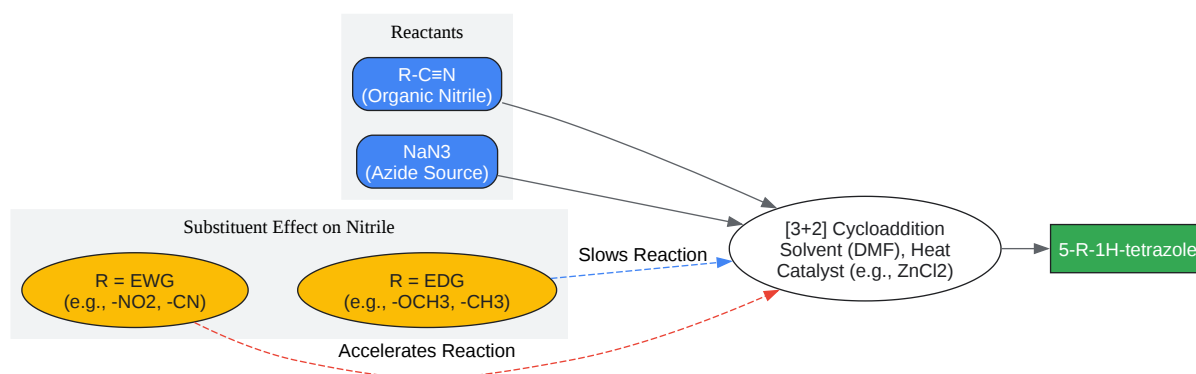 Reactants
R-C≡N
(Organic Nitrile)
NaN3
(Azide Source)
Substituent Effect on Nitrile
R = EWG
(e.g., -NO2, -CN)
R = EDG
(e.g., -OCH3, -CH3)
Slows Reaction
Accelerates Reaction
[3+2] Cycloaddition
Solvent (DMF), Heat
Catalyst (e.g., ZnCl2)
5-R-1H-tetrazole